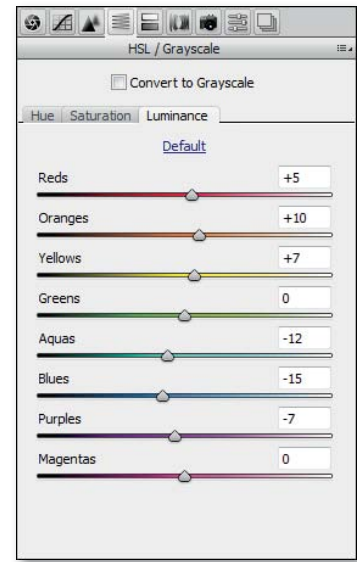 HSL / Grayscale
Convert to Grayscale
Hue Saturation Luminance
Default
Reds +5
Oranges +10
Yellows +7
Greens 0
Aquas -12
Blues -15
Purples -7
Magentas 0